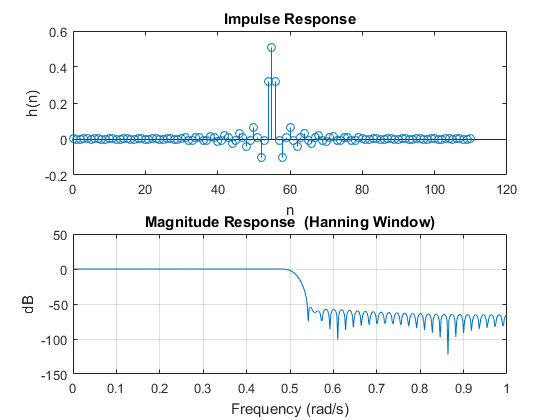 Impulse Response
0.6
0.4
0.2
0
-0.2
h(n)
0 20 40 60 80 100 120
n
Magnitude Response (Hanning Window)
50
0
-50
-100
-150
dB
0 0.1 0.2 0.3 0.4 0.5 0.6 0.7 0.8 0.9 1
Frequency (rad/s)